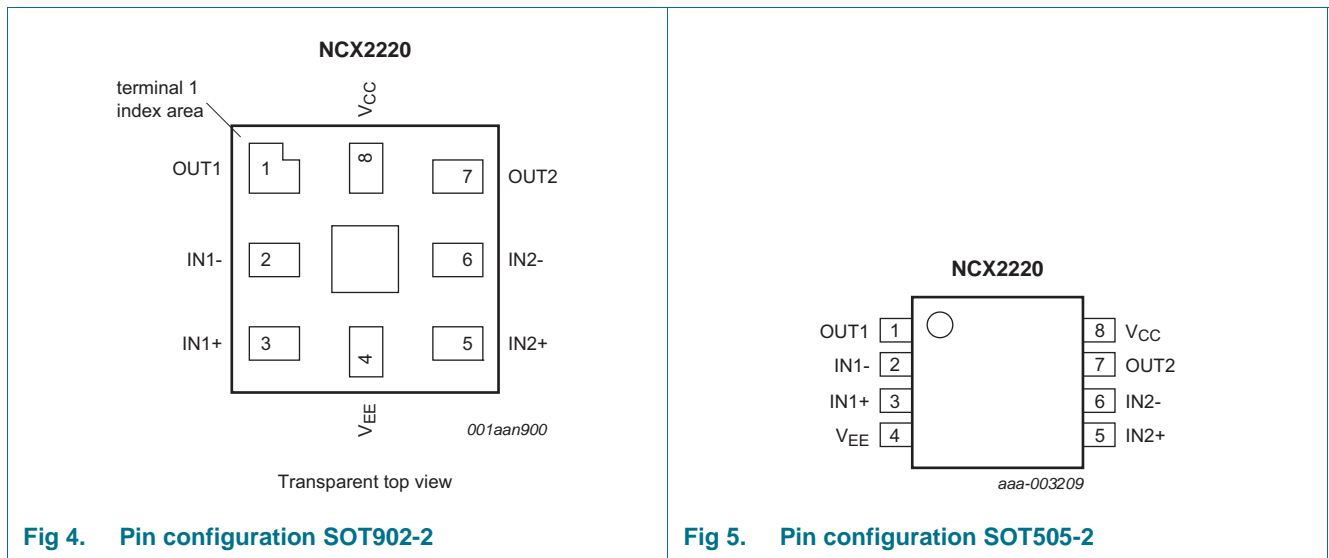 NCX2220
terminal 1
index area
VCC
OUT1 1 8 7 OUT2
IN1- 2 6 IN2-
IN1+ 3 4 5 IN2+
VEE
001aan900
Transparent top view
Fig 4. Pin configuration SOT902-2
NCX2220
OUT1 1 8 VCC
IN1- 2 7 OUT2
IN1+ 3 6 IN2-
VEE 4 5 IN2+
aaa-003209
Fig 5. Pin configuration SOT505-2